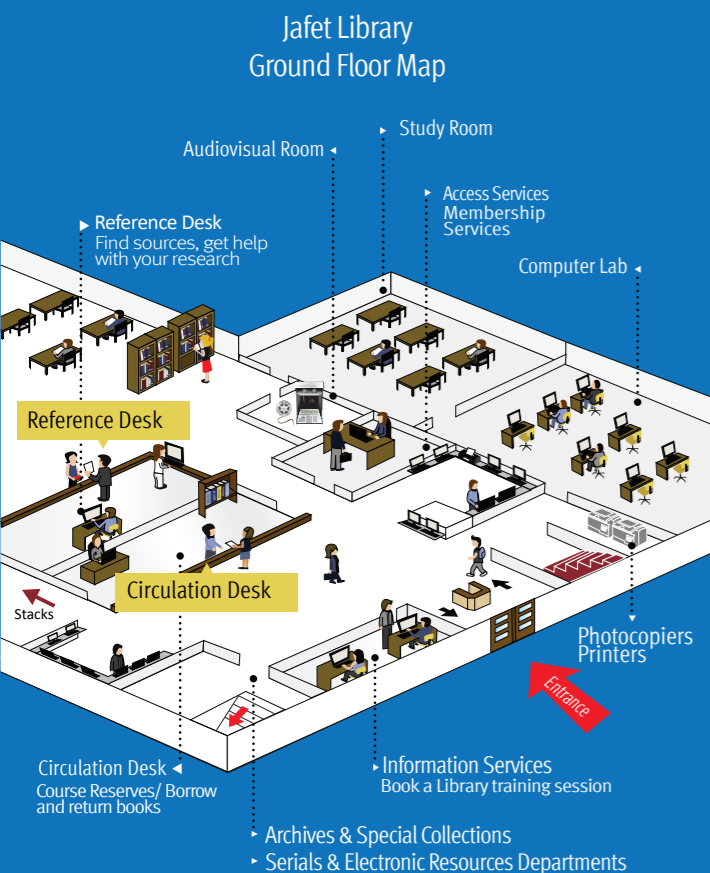 Jafet Library
Ground Floor Map
Study Room
Audiovisual Room
Access Services
Membership
Services
Reference Desk
Find sources, get help
with your research
Computer Lab
Reference Desk
Circulation Desk
Stacks
Photocopiers
Printers
Entrance
Circulation Desk
Course Reserves/ Borrow
and return books
Information Services
Book a Library training session
Archives & Special Collections
Serials & Electronic Resources Departments